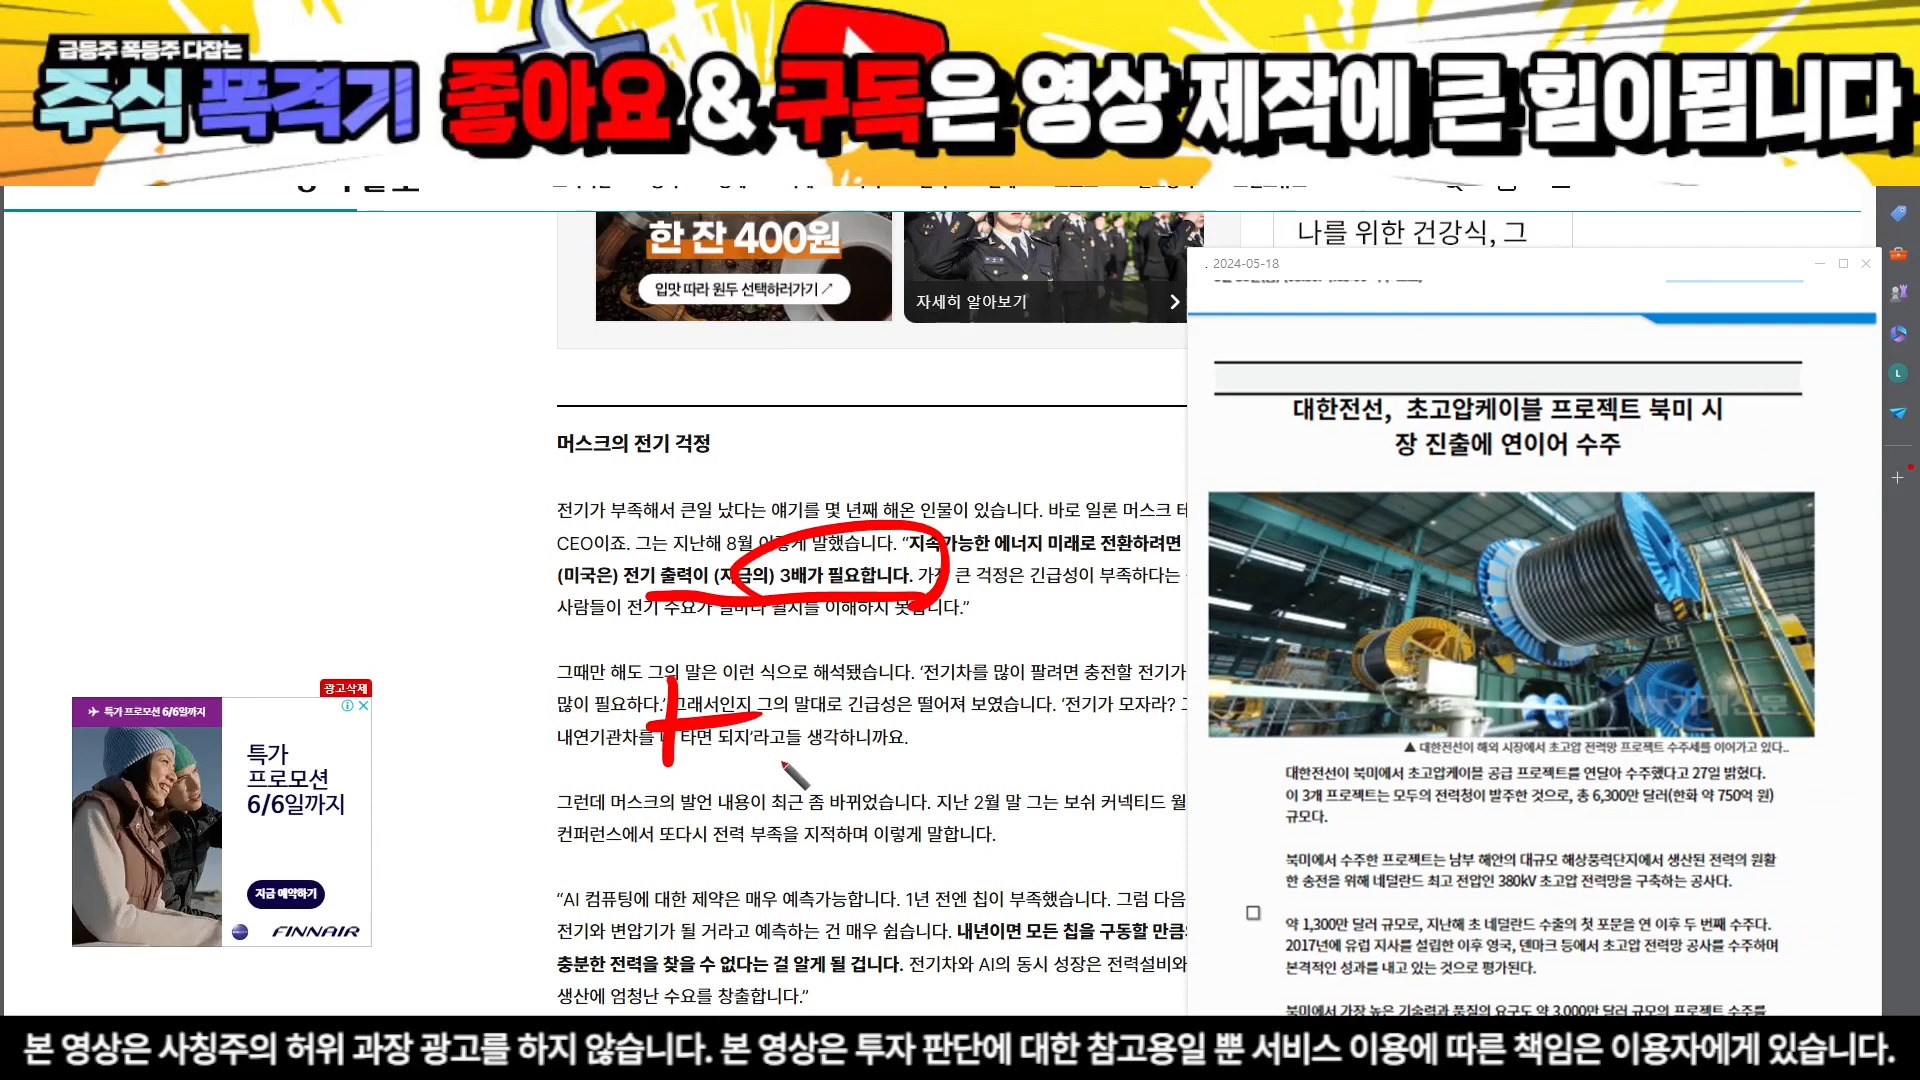 급등주 폭등주 다잡는
주식 폭격기 좋아요 & 구독은 영상 제작에 큰 힘이됩니다
한 잔 400원
입맛 따라 원두 선택하러가기
자세히 알아보기
나를 위한 건강식, 그
머스크의 전기 걱정
전기가 부족해서 큰일 났다는 얘기를 몇 년째 해온 인물이 있습니다. 바로 일론 머스크
CEO이죠. 그는 지난해 8월 이렇게 말했습니다. “지속가능한 에너지 미래로 전환하려면
(미국은) 전기 출력이 (지금의) 3배가 필요합니다. 가장 큰 걱정은 긴급성이 부족하다는
사람들이 전기 수요가 얼마나 될지를 이해하지 못합니다.”
그때만 해도 그의 말은 이런 식으로 해석됐습니다. ‘전기차를 많이 팔려면 충전할 전기가
많이 필요하다.’ 그래서인지 그의 말대로 긴급성은 떨어져 보였습니다. ‘전기가 모자라?
내연기관차를 더 타면 되지’라고들 생각하니까요.
그런데 머스크의 발언 내용이 최근 좀 바뀌었습니다. 지난 2월 말 그는 보쉬 커넥티드 월
컨퍼런스에서 또다시 전력 부족을 지적하며 이렇게 말합니다.
“AI 컴퓨팅에 대한 제약은 매우 예측가능합니다. 1년 전엔 칩이 부족했습니다. 그럼 다음
전기와 변압기가 될 거라고 예측하는 건 매우 쉽습니다. 내년이면 모든 칩을 구동할 만큼
충분한 전력을 찾을 수 없다는 걸 알게 될 겁니다. 전기차와 AI의 동시 성장은 전력설비와
생산에 엄청난 수요를 창출합니다.”
광고삭제
특가 프로모션 6/6일까지
특가
프로모션
6/6일까지
지금 예약하기
FINNAIR
2024-05-18
대한전선, 초고압케이블 프로젝트 북미 시
장 진출에 연이어 수주
▲ 대한전선이 해외 시장에서 초고압 전력망 프로젝트 수주세를 이어가고 있다..
대한전선이 북미에서 초고압케이블 공급 프로젝트를 연달아 수주했다고 27일 밝혔다.
이 3개 프로젝트는 모두의 전력청이 발주한 것으로, 총 6,300만 달러(한화 약 750억 원)
규모다.
북미에서 수주한 프로젝트는 남부 해안의 대규모 해상풍력단지에서 생산된 전력의 원활
한 송전을 위해 네덜란드 최고 전압인 380kV 초고압 전력망을 구축하는 공사다.
약 1,300만 달러 규모로, 지난해 초 네덜란드 수출의 첫 포문을 연 이후 두 번째 수주다.
2017년에 유럽 지사를 설립한 이후 영국, 덴마크 등에서 초고압 전력망 공사를 수주하며
본격적인 성과를 내고 있는 것으로 평가된다.
북미에서 가장 높은 기술력과 품질의 요구도 약 3,000만 달러 규모의 프로젝트 수주를
L
본 영상은 사칭주의 허위 과장 광고를 하지 않습니다. 본 영상은 투자 판단에 대한 참고용일 뿐 서비스 이용에 따른 책임은 이용자에게 있습니다.